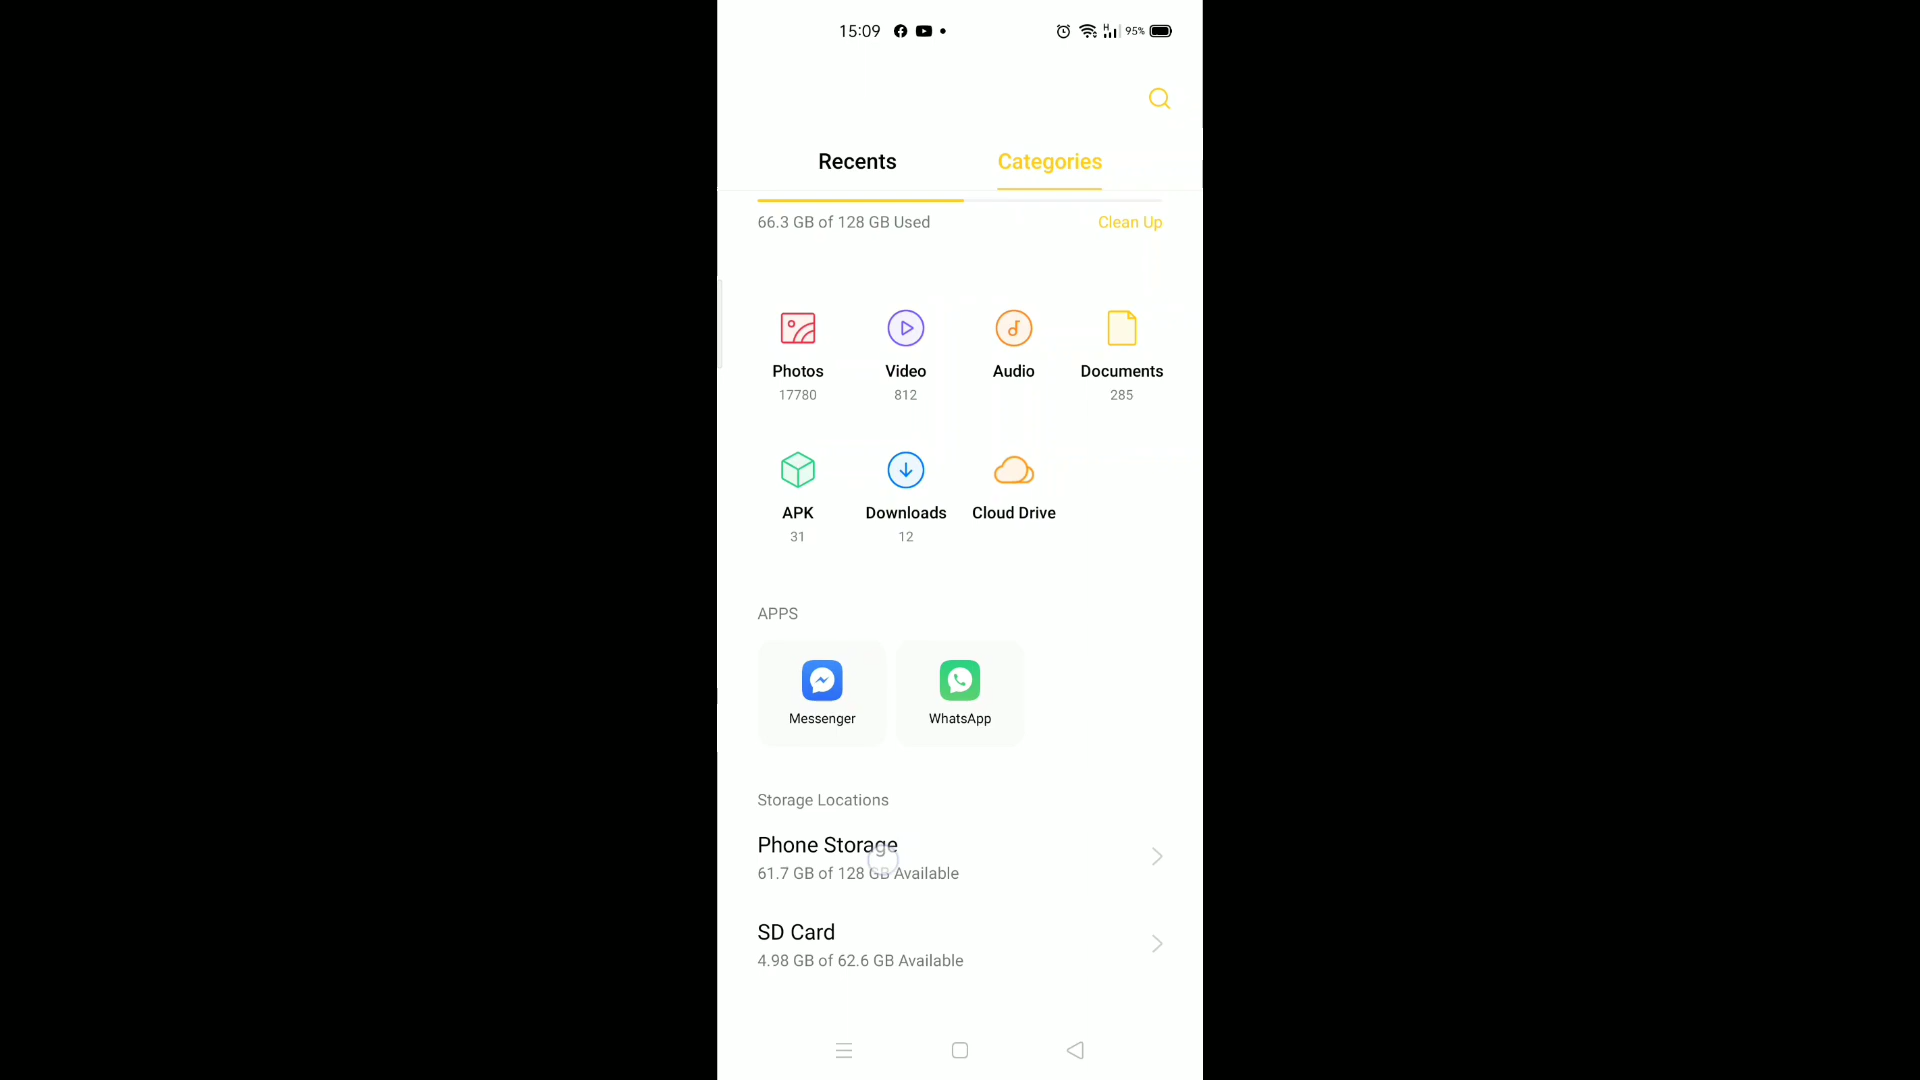 15:09 H 95%
Recents Categories
66.3 GB of 128 GB Used Clean Up
Photos Video Audio Documents
17780 812 285
APK Downloads Cloud Drive
31 12
APPS
Messenger WhatsApp
Storage Locations
Phone Storage
61.7 GB of 128 GB Available
SD Card
4.98 GB of 62.6 GB Available